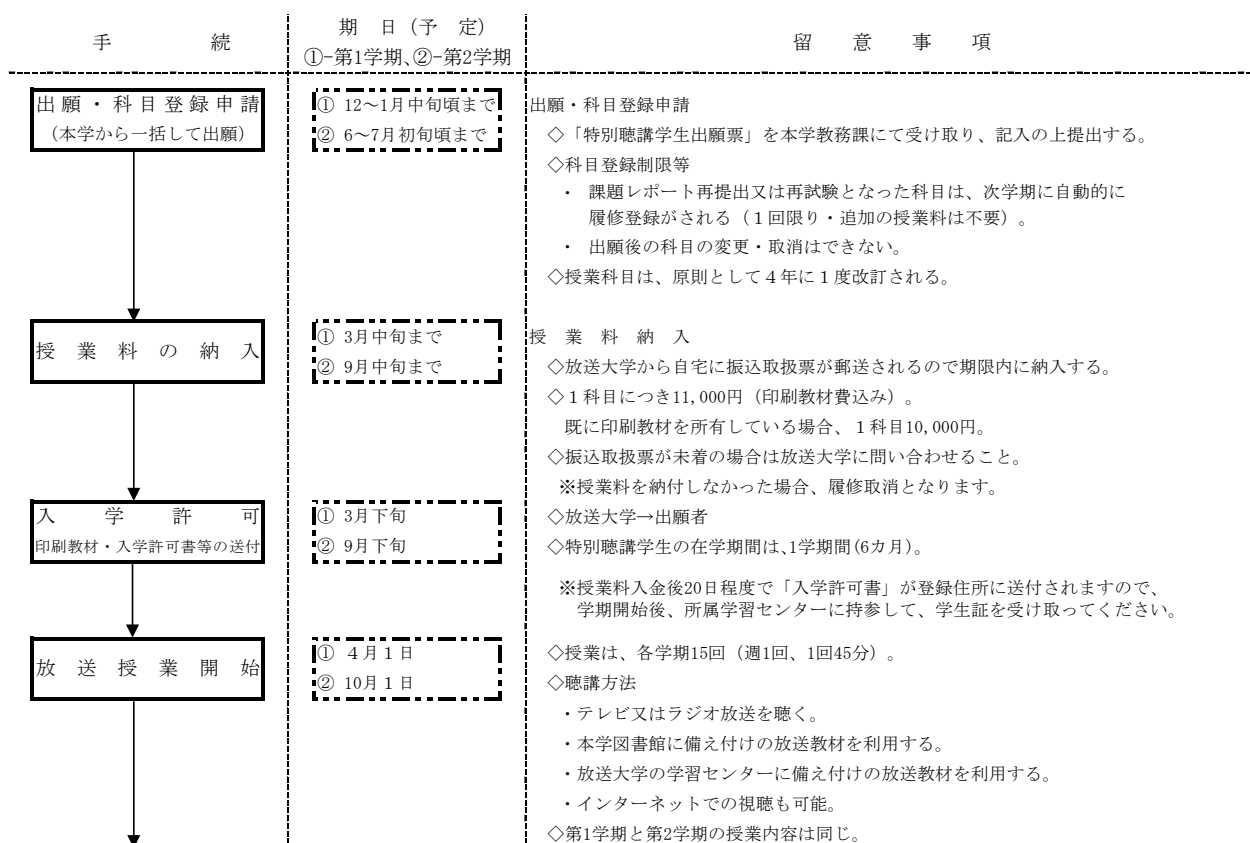 手　続
期　日（予　定）
①-第1学期、②-第2学期
留　意　事　項
出願・科目登録申請
（本学から一括して出願）
① 12～1月中旬頃まで
② 6～7月初旬頃まで
出願・科目登録申請
◇「特別聴講学生出願票」を本学教務課にて受け取り、記入の上提出する。
◇科目登録制限等
・ 課題レポート再提出又は再試験となった科目は、次学期に自動的に
履修登録がされる（１回限り・追加の授業料は不要）。
・ 出願後の科目の変更・取消はできない。
◇授業科目は、原則として４年に１度改訂される。
授　業　料　の　納　入
① 3月中旬まで
② 9月中旬まで
授　業　料　納　入
◇放送大学から自宅に振込取扱票が郵送されるので期限内に納入する。
◇１科目につき11,000円（印刷教材費込み）。
既に印刷教材を所有している場合、１科目10,000円。
◇振込取扱票が未着の場合は放送大学に問い合わせること。
※授業料を納付しなかった場合、履修取消となります。
入　学　許　可
印刷教材・入学許可書等の送付
① 3月下旬
② 9月下旬
◇放送大学→出願者
◇特別聴講学生の在学期間は、1学期間(6カ月)。
※授業料入金後20日程度で「入学許可書」が登録住所に送付されますので、
学期開始後、所属学習センターに持参して、学生証を受け取ってください。
放　送　授　業　開　始
① ４月１日
② 10月１日
◇授業は、各学期15回（週1回、1回45分）。
◇聴講方法
・テレビ又はラジオ放送を聴く。
・本学図書館に備え付けの放送教材を利用する。
・放送大学の学習センターに備え付けの放送教材を利用する。
・インターネットでの視聴も可能。
◇第1学期と第2学期の授業内容は同じ。